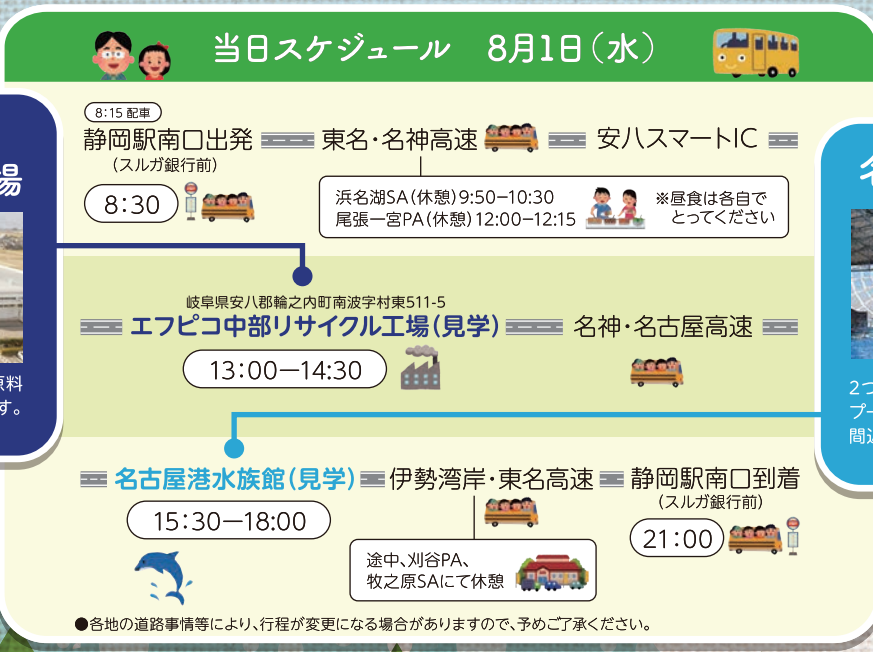 当日スケジュール 8月1日（水）
8:15 配車
静岡駅南口出発
東名・名神高速
安八スマートIC
（スルガ銀行前）
8：30
浜名湖SA（休憩）9:50−10:30
尾張一宮PA（休憩）12:00−12:15
※昼食は各自で
とってください
場
名
岐阜県安八郡輪之内町南波字村東511-5
エフピコ中部リサイクル工場（見学）
名神・名古屋高速
13：00−14：30
原料
す。
2つ
プー
間近
名古屋港水族館（見学）
伊勢湾岸・東名高速
静岡駅南口到着
（スルガ銀行前）
15：30−18：00
21：00
途中、刈谷PA、
牧之原SAにて休憩
●各地の道路事情等により、行程が変更になる場合がありますので、予めご了承ください。